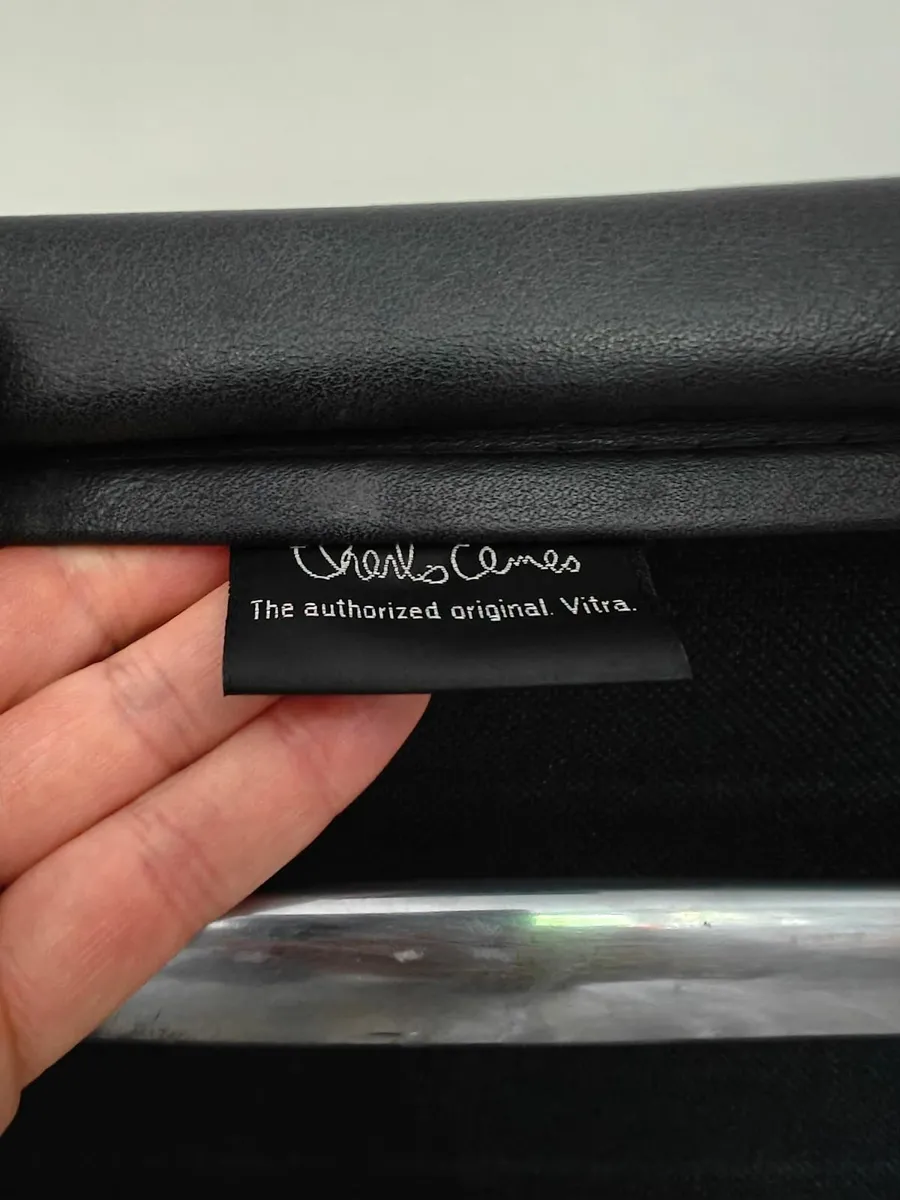 Charles Eames
The authorized original. Vitra.